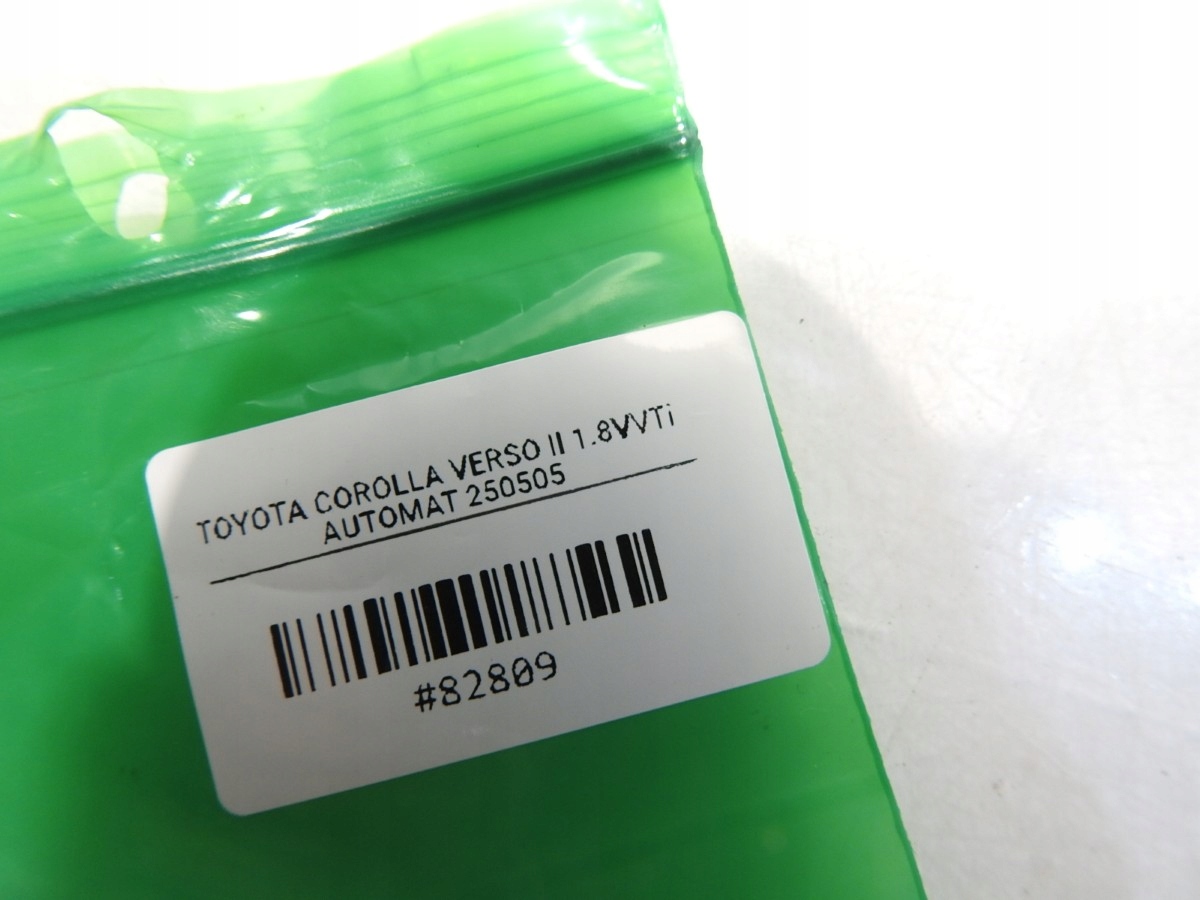 TOYOTA COROLLA VERSO II 1.8VVTi
AUTOMAT 250505
#82809